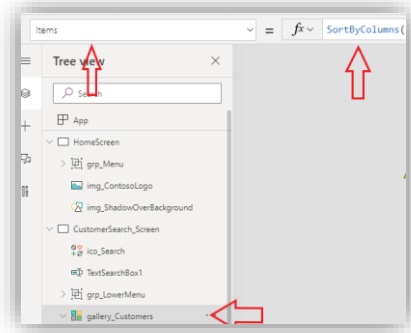 Items = fx SortByColumns(
Tree view
Search
App
HomeScreen
grp_Menu
img_ContosoLogo
img_ShadowOverBackground
CustomerSearch_Screen
ico_Search
TextSearchBox1
grp_LowerMenu
gallery_Customers